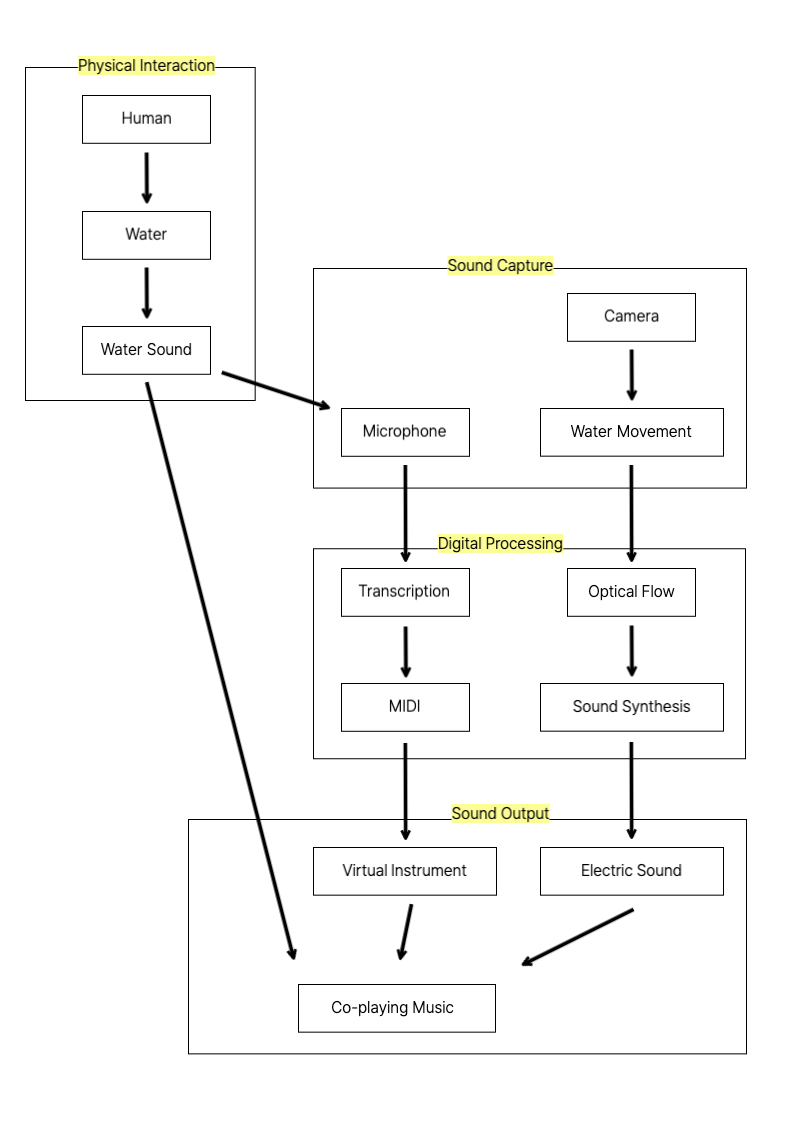 Physical Interaction
Human
Water
Water Sound
Sound Capture
Camera
Microphone
Water Movement
Digital Processing
Transcription
Optical Flow
MIDI
Sound Synthesis
Sound Output
Virtual Instrument
Electric Sound
Co-playing Music